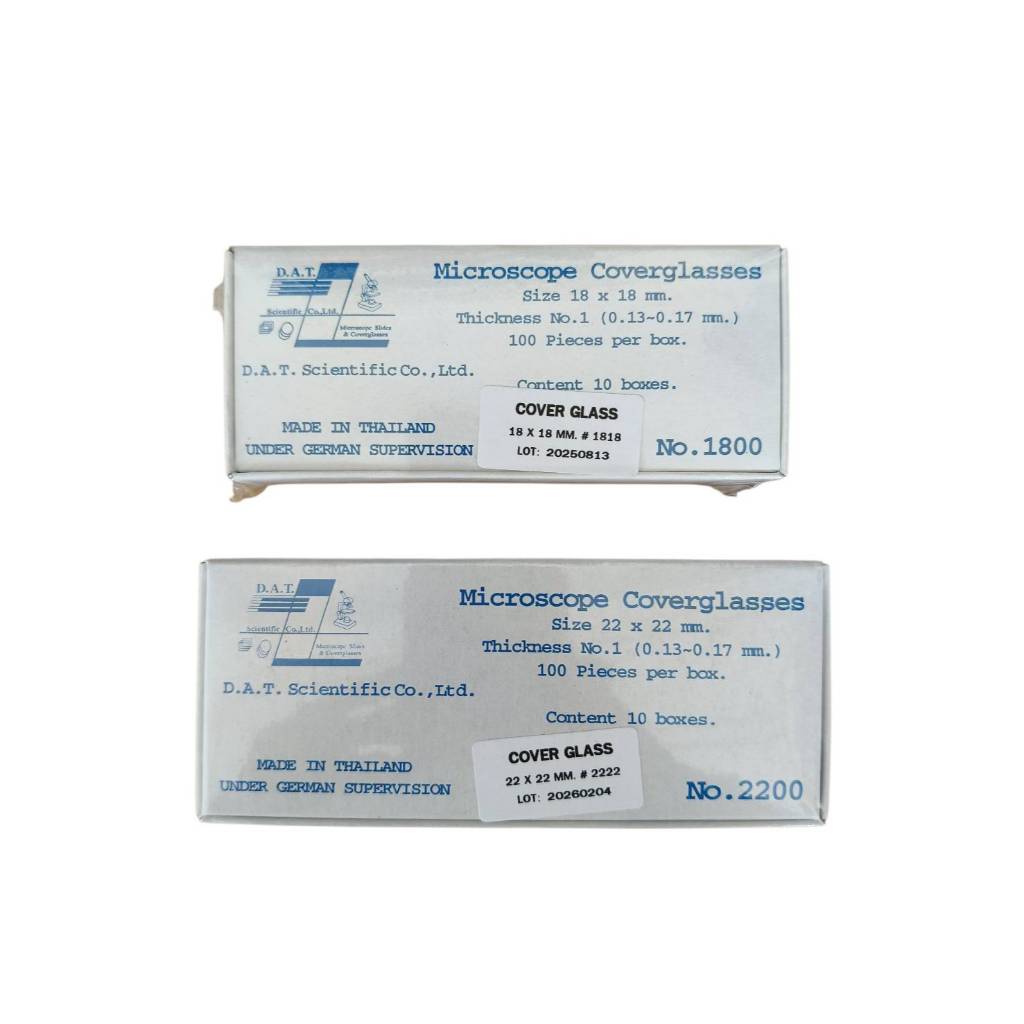 D.A.T.
Scientific Co.,Ltd.
Microscope Slides
& Coverglasses
D.A.T. Scientific Co.,Ltd.
MADE IN THAILAND
UNDER GERMAN SUPERVISION
Microscope Coverglasses
Size 18 x 18 mm.
Thickness No.1 (0.13~0.17 mm.)
100 Pieces per box.
Content 10 boxes.
COVER GLASS
18 X 18 MM. # 1818
LOT: 20250813
No.1800
D.A.T.
Scientific Co.,Ltd.
Microscope Slides
& Coverglasses
D.A.T. Scientific Co.,Ltd.
MADE IN THAILAND
UNDER GERMAN SUPERVISION
Microscope Coverglasses
Size 22 x 22 mm.
Thickness No.1 (0.13~0.17 mm.)
100 Pieces per box.
Content 10 boxes.
COVER GLASS
22 X 22 MM. # 2222
LOT: 20260204
No.2200